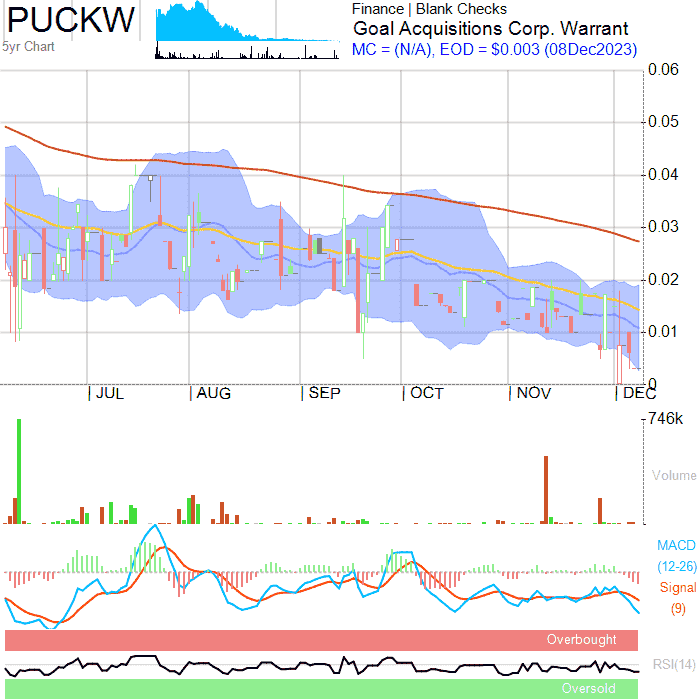 PUCKW
5yr Chart
Finance | Blank Checks
Goal Acquisitions Corp. Warrant
MC = (N/A), EOD = $0.003 (08Dec2023)
0.06
0.05
0.04
0.03
0.02
0.01
0
JUL AUG SEP OCT NOV DEC
746k
Volume
MACD
(12-26)
Signal
(9)
Overbought
RSI(14)
Oversold